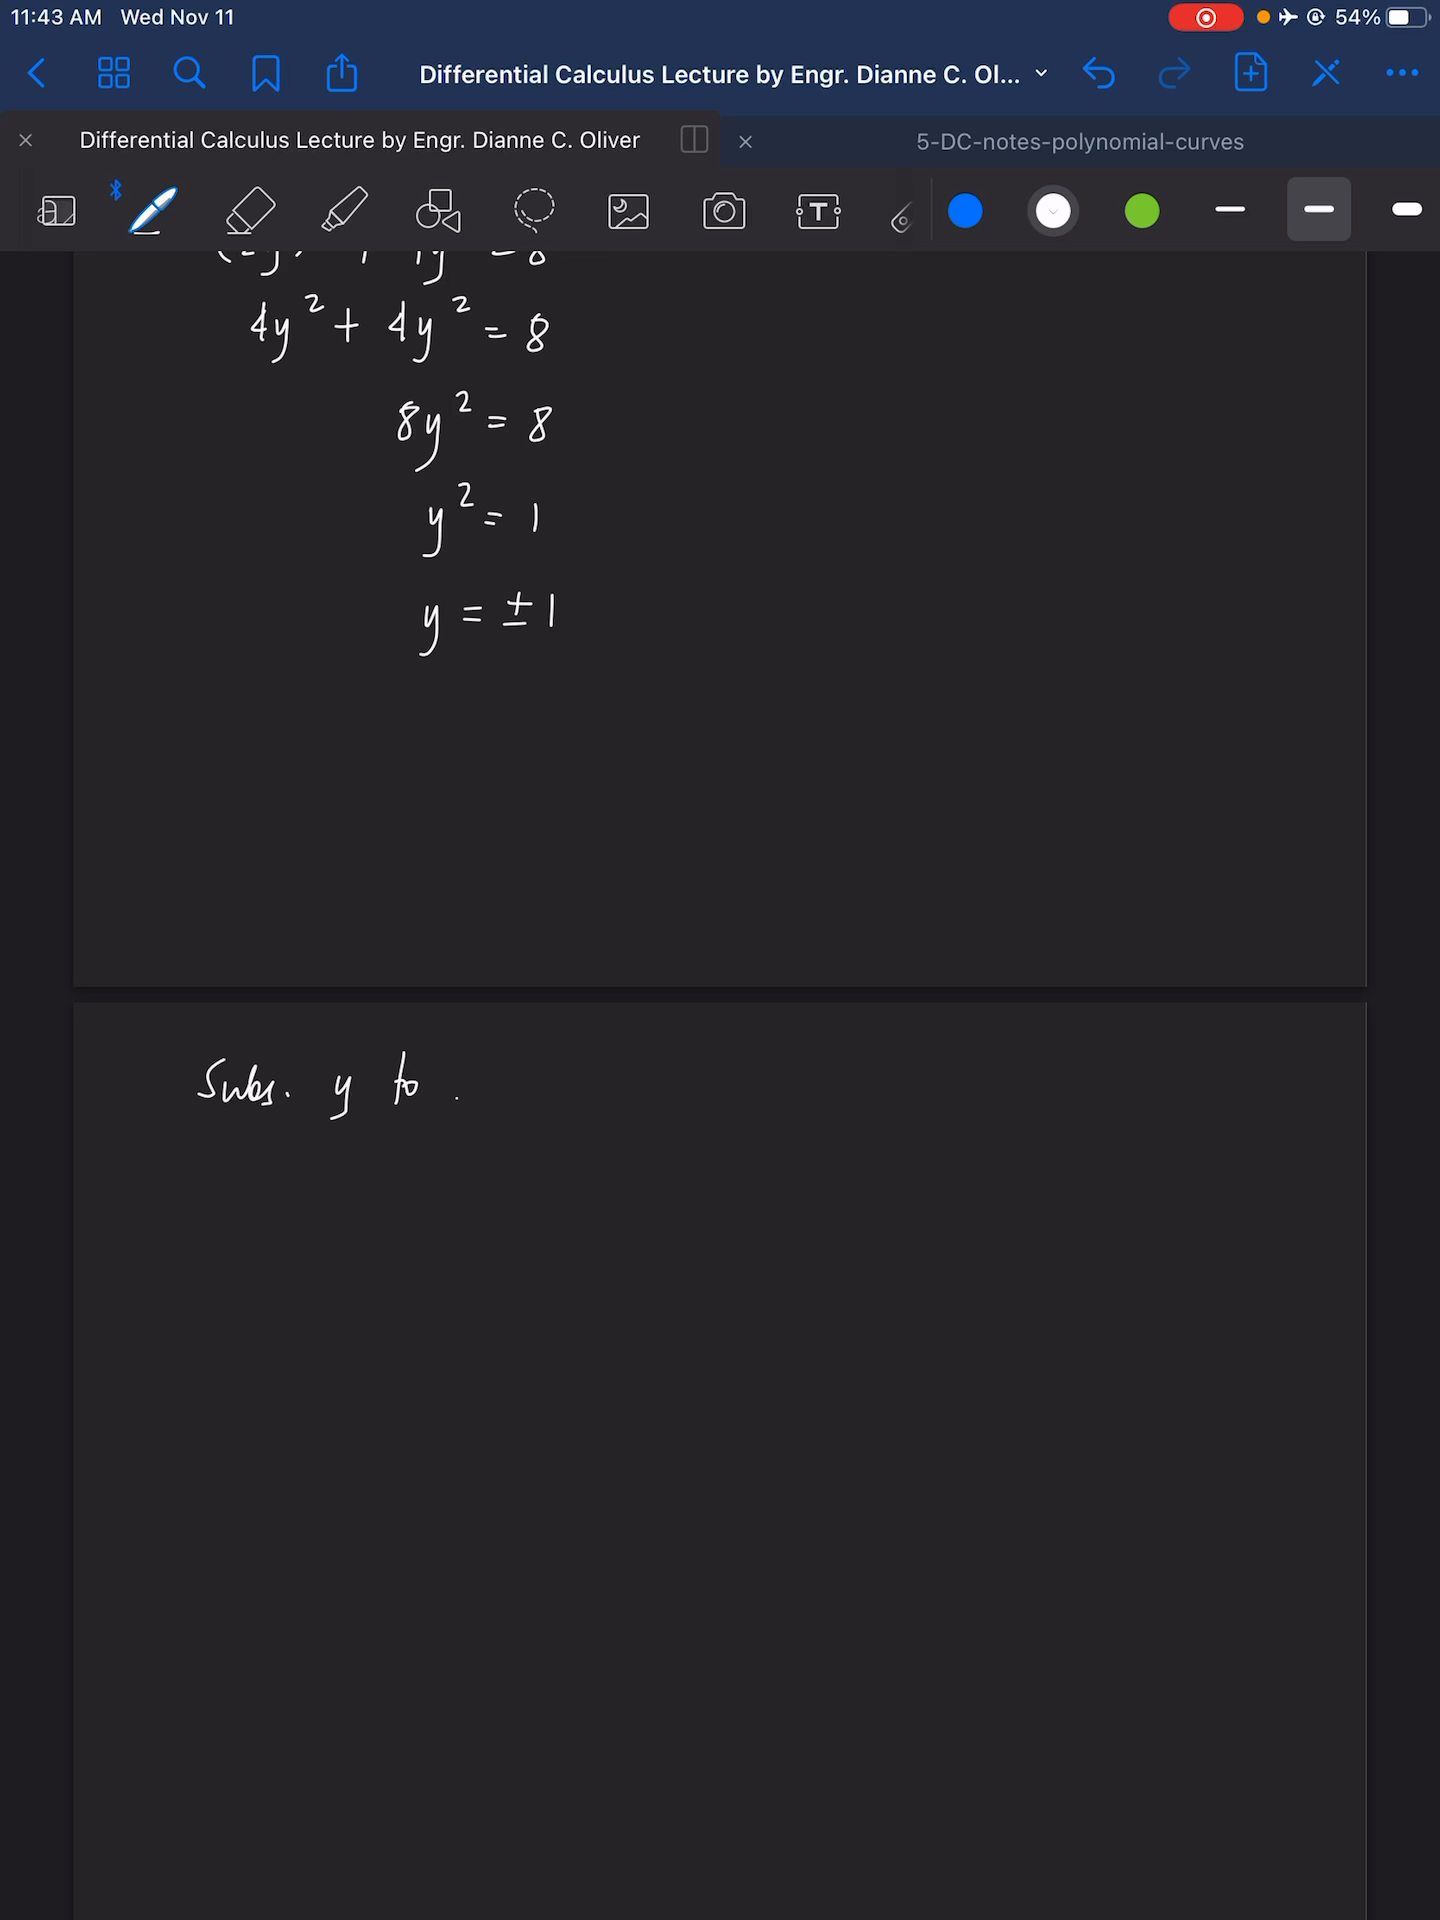 11:43 AM Wed Nov 11 54%
Differential Calculus Lecture by Engr. Dianne C. Ol...
Differential Calculus Lecture by Engr. Dianne C. Oliver
5-DC-notes-polynomial-curves
T
4y² + 4y² = 8
8y² = 8
y² = 1
y = ±1
Subs. y to